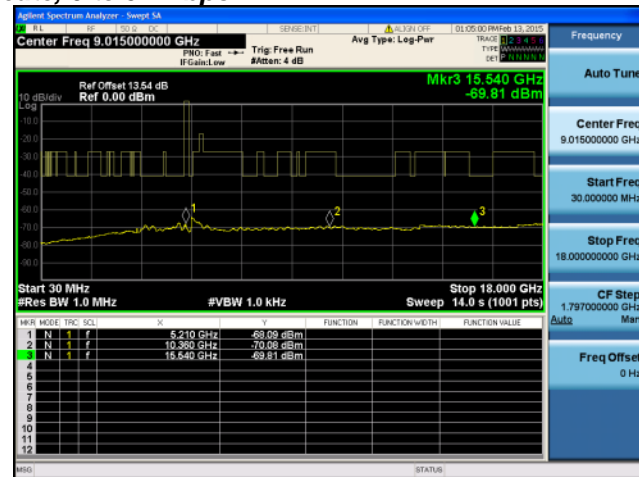 Agilent Spectrum Analyzer - Swept SA
RL RF 50 Ω DC SENSE:INT ALIGN OFF 01:05:00 PM Feb 13, 2015
Center Freq 9.015000000 GHz
PNO: Fast
IFGain:Low
Trig: Free Run
#Atten: 4 dB
Avg Type: Log-Pwr
TRACE 1 2 3 4 5 6
TYPE
DET P N N N N N
Frequency
Auto Tune
Ref Offset 13.54 dB
10 dB/div Ref 0.00 dBm
Log
Mkr3 15.540 GHz
-69.81 dBm
-10.0
-20.0
-30.0
-40.0
-50.0
-60.0
-70.0
-80.0
-90.0
1
2
3
Center Freq
9.015000000 GHz
Start Freq
30.000000 MHz
Stop Freq
18.000000000 GHz
CF Step
1.797000000 GHz
Auto Man
Freq Offset
0 Hz
Start 30 MHz Stop 18.000 GHz
#Res BW 1.0 MHz #VBW 1.0 kHz Sweep 14.0 s (1001 pts)
MKR MODE TRC SCL X Y FUNCTION FUNCTION WIDTH FUNCTION VALUE
1 N 1 f 5.210 GHz -68.09 dBm
2 N 1 f 10.360 GHz -70.08 dBm
3 N 1 f 15.540 GHz -69.81 dBm
4
5
6
7
8
9
10
11
12
MSG STATUS